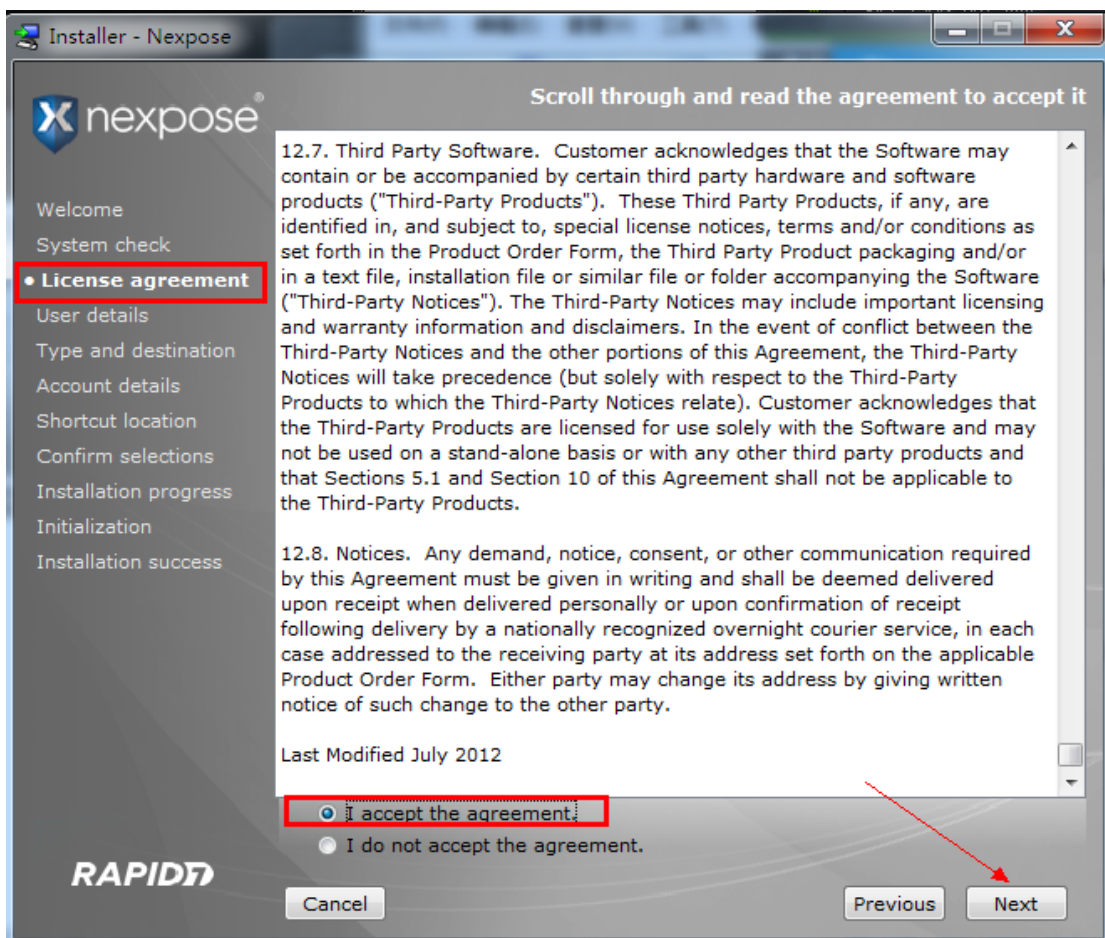 Installer - Nexpose
nexpose®
Scroll through and read the agreement to accept it
Welcome
System check
• License agreement
User details
Type and destination
Account details
Shortcut location
Confirm selections
Installation progress
Initialization
Installation success
12.7. Third Party Software.  Customer acknowledges that the Software may
contain or be accompanied by certain third party hardware and software
products ("Third-Party Products").  These Third Party Products, if any, are
identified in, and subject to, special license notices, terms and/or conditions as
set forth in the Product Order Form, the Third Party Product packaging and/or
in a text file, installation file or similar file or folder accompanying the Software
("Third-Party Notices"). The Third-Party Notices may include important licensing
and warranty information and disclaimers. In the event of conflict between the
Third-Party Notices and the other portions of this Agreement, the Third-Party
Notices will take precedence (but solely with respect to the Third-Party
Products to which the Third-Party Notices relate). Customer acknowledges that
the Third-Party Products are licensed for use solely with the Software and may
not be used on a stand-alone basis or with any other third party products and
that Sections 5.1 and Section 10 of this Agreement shall not be applicable to
the Third-Party Products.
12.8. Notices.  Any demand, notice, consent, or other communication required
by this Agreement must be given in writing and shall be deemed delivered
upon receipt when delivered personally or upon confirmation of receipt
following delivery by a nationally recognized overnight courier service, in each
case addressed to the receiving party at its address set forth on the applicable
Product Order Form.  Either party may change its address by giving written
notice of such change to the other party.
Last Modified July 2012
I accept the agreement.
I do not accept the agreement.
RAPID7
Cancel
Previous
Next